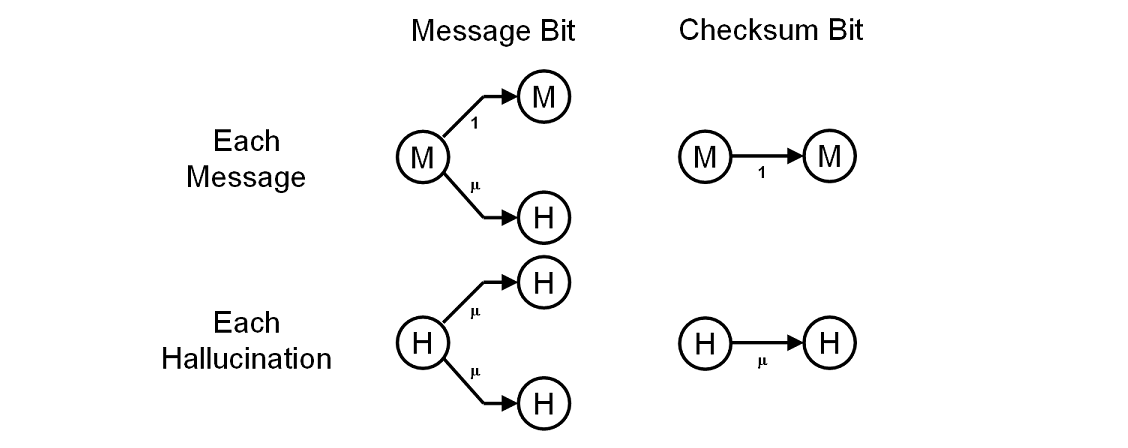 Message Bit
Checksum Bit
Each
Message
M
1
M
μ
H
M
1
M
Each
Hallucination
H
μ
H
μ
H
H
μ
H